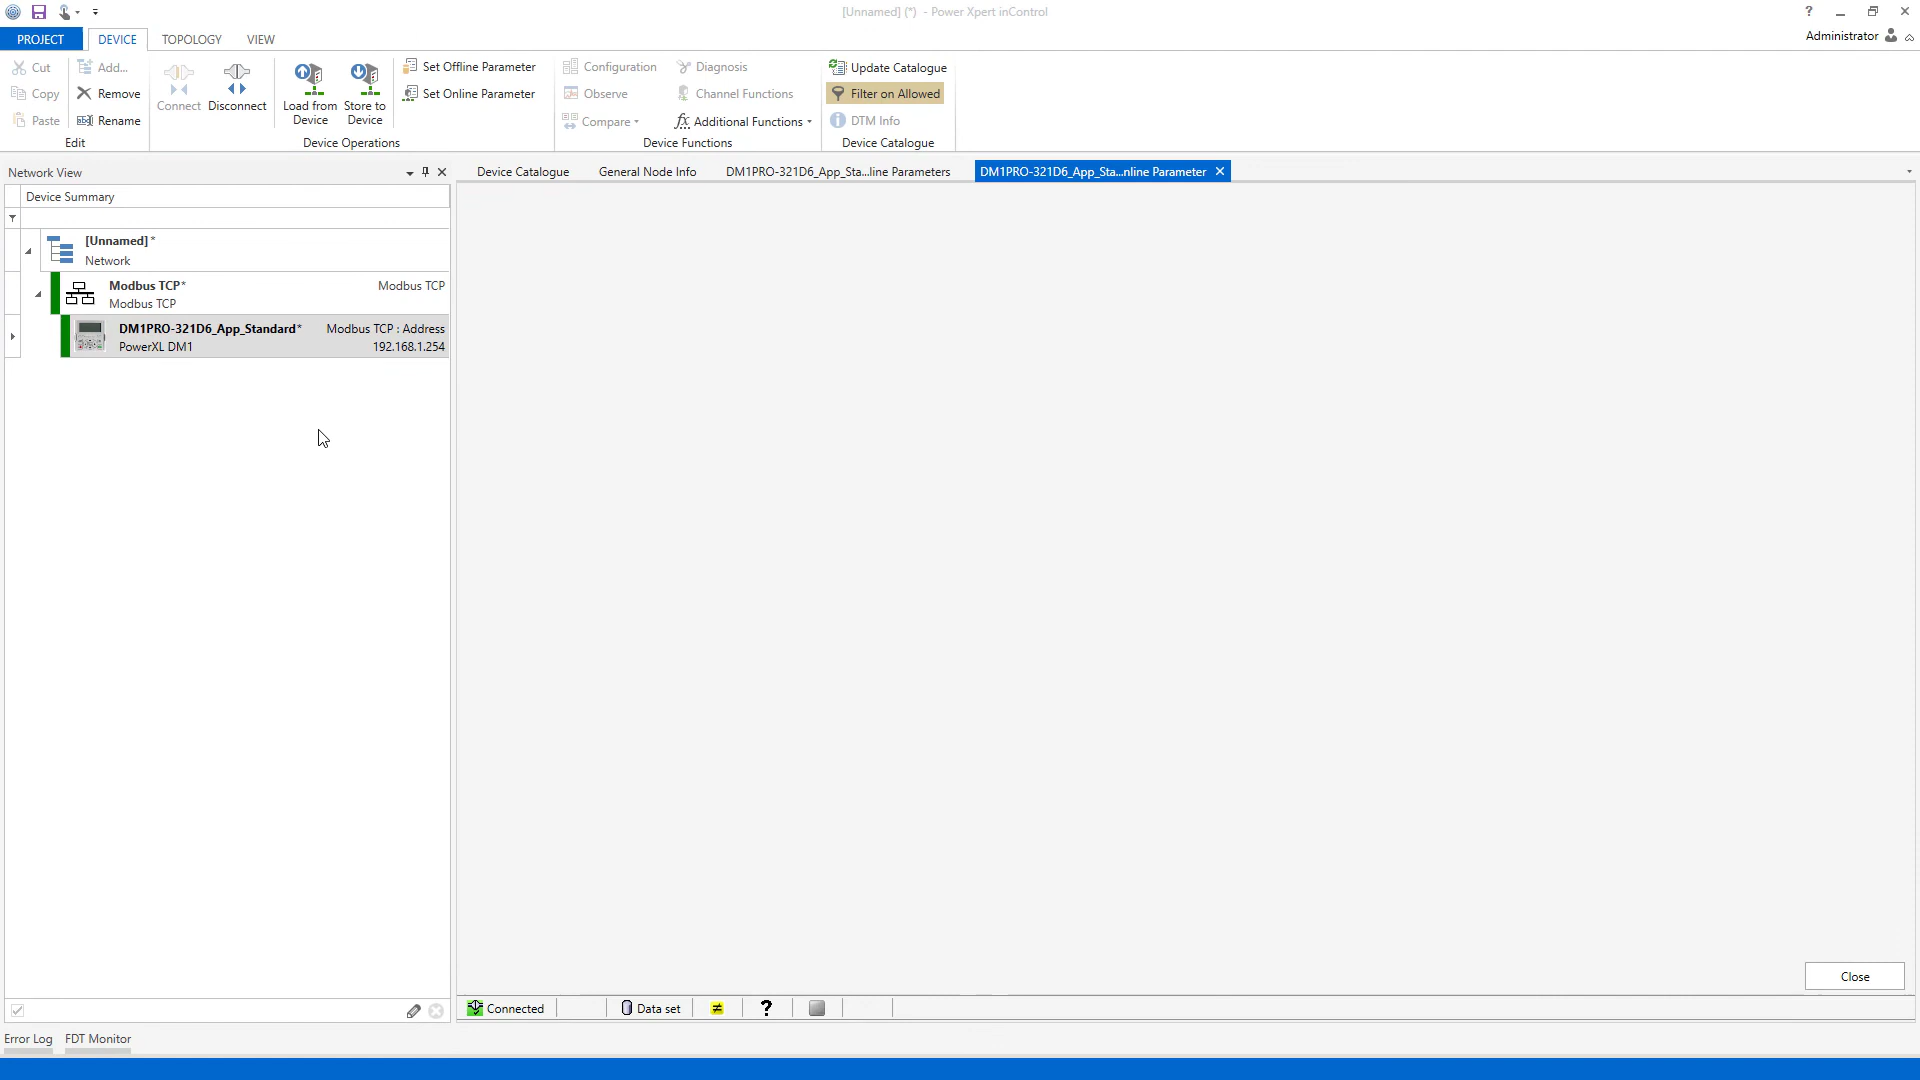 [Unnamed] (*) - Power Xpert inControl
?
PROJECT
DEVICE
TOPOLOGY
VIEW
Administrator
Cut
Add...
Copy
Remove
Paste
Rename
Edit
Connect
Disconnect
Load from
Device
Store to
Device
Set Offline Parameter
Set Online Parameter
Device Operations
Configuration
Diagnosis
Observe
Channel Functions
Compare
Additional Functions
Device Functions
Update Catalogue
Filter on Allowed
DTM Info
Device Catalogue
Network View
Device Catalogue
General Node Info
DM1PRO-321D6_App_Sta...line Parameters
DM1PRO-321D6_App_Sta...nline Parameter
Device Summary
[Unnamed] *
Network
Modbus TCP*
Modbus TCP
Modbus TCP
DM1PRO-321D6_App_Standard*
Modbus TCP : Address
PowerXL DM1
192.168.1.254
Close
Connected
Data set
≠
?
Error Log
FDT Monitor